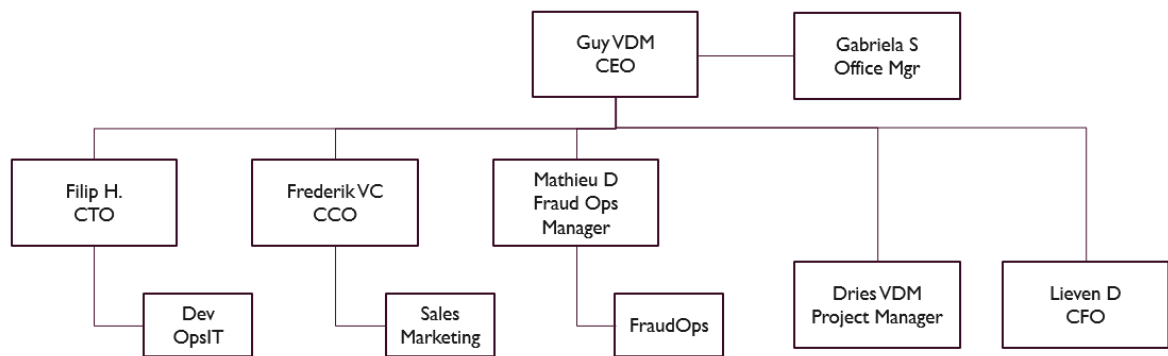 Guy VDM
CEO
Gabriela S
Office Mgr
Filip H.
CTO
Frederik VC
CCO
Mathieu D
Fraud Ops
Manager
Dev
OpsIT
Sales
Marketing
FraudOps
Dries VDM
Project Manager
Lieven D
CFO